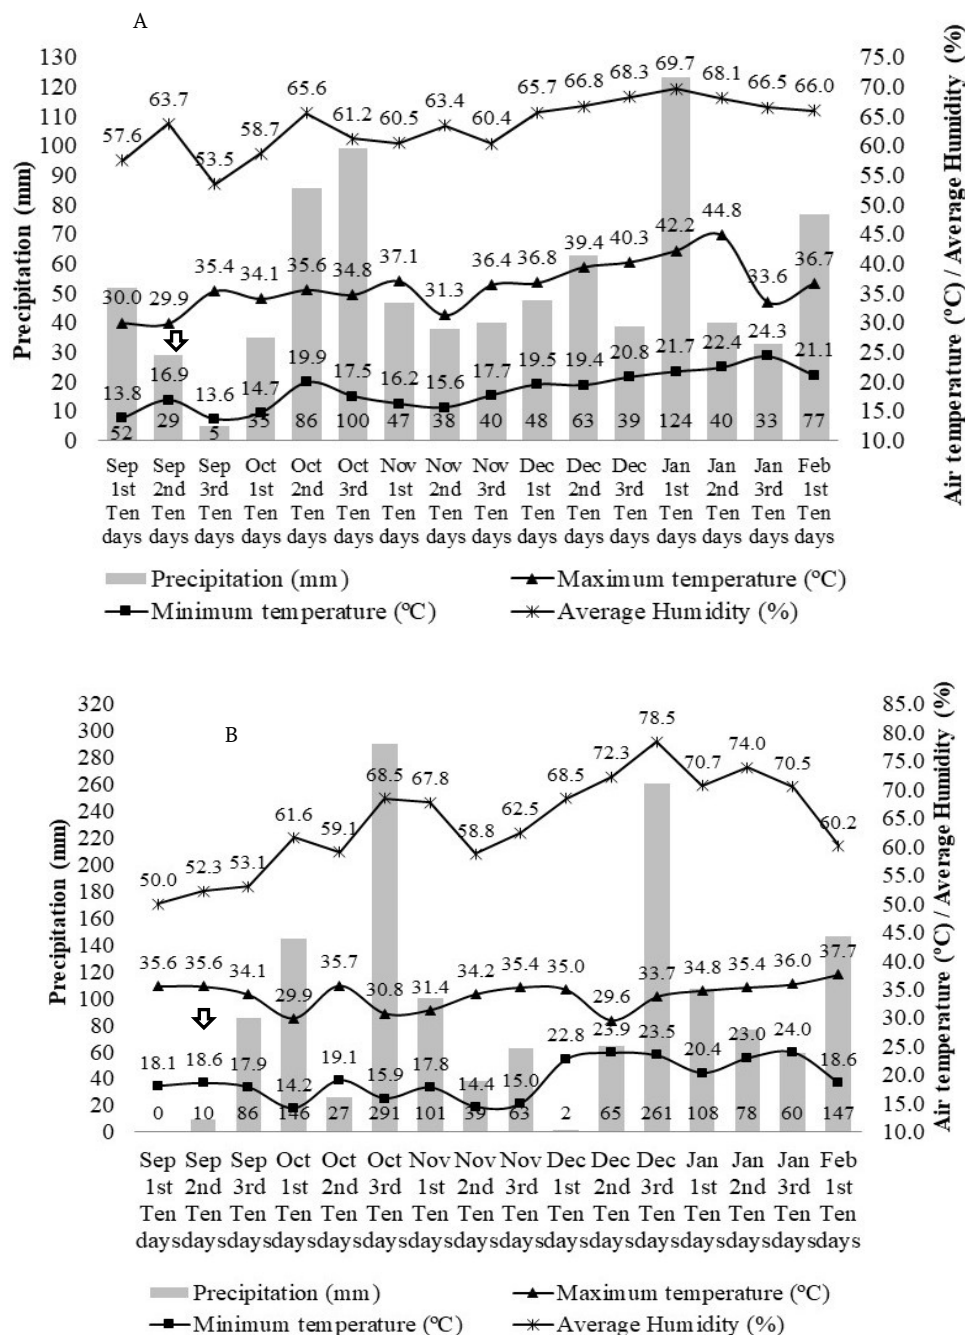 A
130
120
110
100
90
80
70
60
50
40
30
20
10
0
Precipitation (mm)
75.0
70.0
65.0
60.0
55.0
50.0
45.0
40.0
35.0
30.0
25.0
20.0
15.0
10.0
Air temperature (ºC) / Average Humidity (%)
57.6 63.7 53.5 58.7 65.6 61.2 60.5 63.4 60.4 65.7 66.8 68.3 69.7 68.1 66.5 66.0
30.0 29.9 35.4 34.1 35.6 34.8 37.1 31.3 36.4 36.8 39.4 40.3 42.2 44.8 33.6 36.7
13.8 16.9 13.6 14.7 19.9 17.5 16.2 15.6 17.7 19.5 19.4 20.8 21.7 22.4 24.3 21.1
52 29 5 35 86 100 47 38 40 48 63 39 124 40 33 77
Sep Sep Sep Oct Oct Oct Nov Nov Nov Dec Dec Dec Jan Jan Jan Feb
1st 2nd 3rd 1st 2nd 3rd 1st 2nd 3rd 1st 2nd 3rd 1st 2nd 3rd 1st
Ten Ten Ten Ten Ten Ten Ten Ten Ten Ten Ten Ten Ten Ten Ten Ten
days days days days days days days days days days days days days days days days
Precipitation (mm) Maximum temperature (ºC)
Minimum temperature (ºC) Average Humidity (%)
B
320
300
280
260
240
220
200
180
160
140
120
100
80
60
40
20
0
Precipitation (mm)
85.0
80.0
75.0
70.0
65.0
60.0
55.0
50.0
45.0
40.0
35.0
30.0
25.0
20.0
15.0
10.0
Air temperature (ºC) / Average Humidity (%)
50.0 52.3 53.1 61.6 59.1 68.5 67.8 58.8 62.5 68.5 72.3 78.5 70.7 74.0 70.5 60.2
35.6 35.6 34.1 29.9 35.7 30.8 31.4 34.2 35.4 35.0 29.6 33.7 34.8 35.4 36.0 37.7
18.1 18.6 17.9 14.2 19.1 15.9 17.8 14.4 15.0 22.8 23.9 23.5 20.4 23.0 24.0 18.6
0 10 86 146 27 291 101 39 63 2 65 261 108 78 60 147
Sep Sep Sep Oct Oct Oct Nov Nov Nov Dec Dec Dec Jan Jan Jan Feb
1st 2nd 3rd 1st 2nd 3rd 1st 2nd 3rd 1st 2nd 3rd 1st 2nd 3rd 1st
Ten Ten Ten Ten Ten Ten Ten Ten Ten Ten Ten Ten Ten Ten Ten Ten
days days days days days days days days days days days days days days days days
Precipitation (mm) Maximum temperature (ºC)
Minimum temperature (ºC) Average Humidity (%)